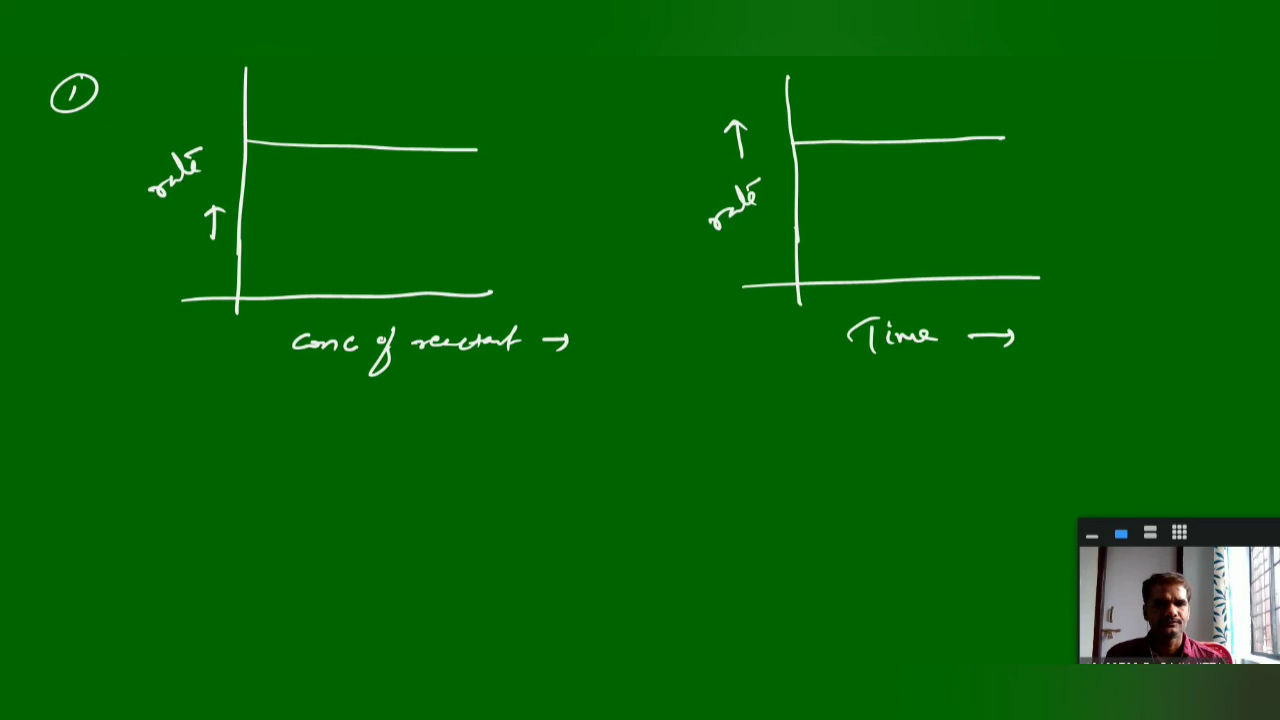 ①
rate ↑
conc of reactant →
↑ rate
Time →